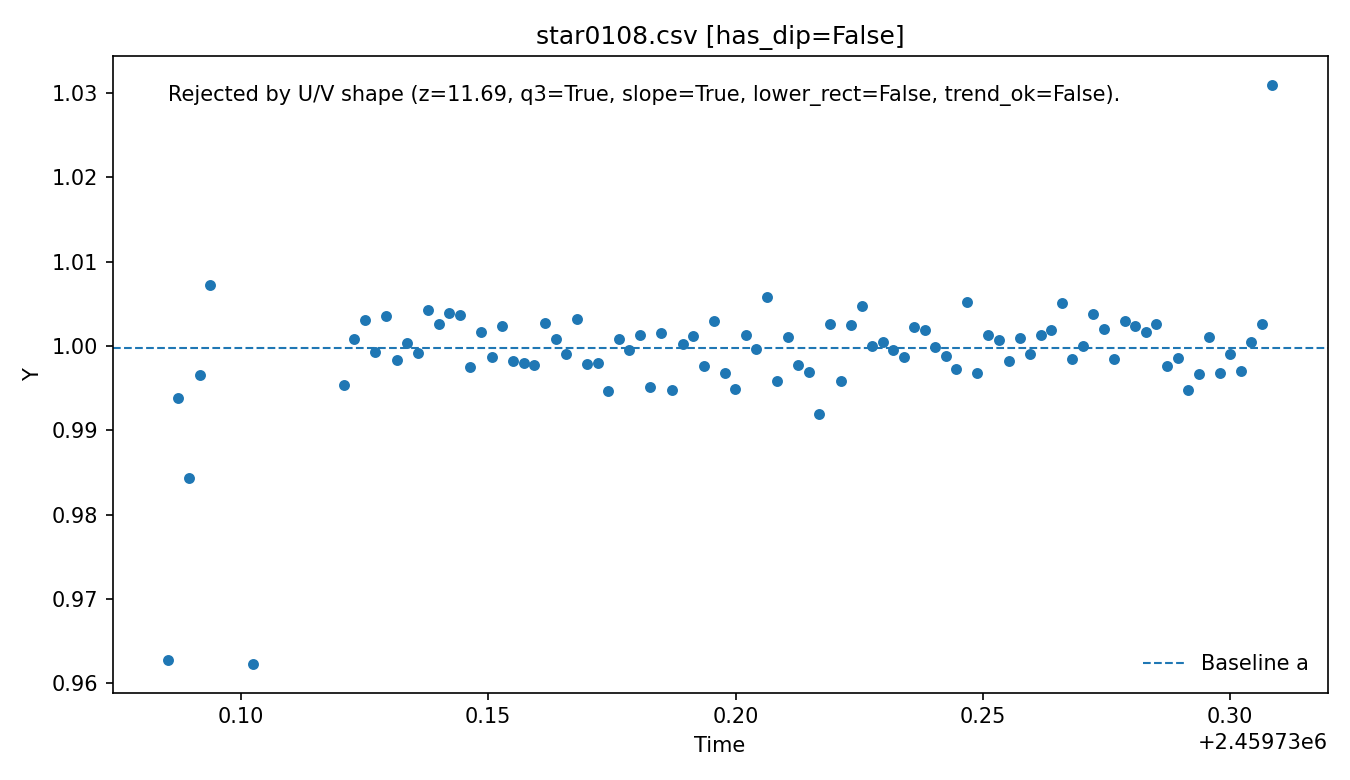 star0108.csv [has_dip=False]
Rejected by U/V shape (z=11.69, q3=True, slope=True, lower_rect=False, trend_ok=False).
1.03
1.02
1.01
1.00
0.99
0.98
0.97
0.96
Y
Baseline a
0.10 0.15 0.20 0.25 0.30
Time
+2.45973e6